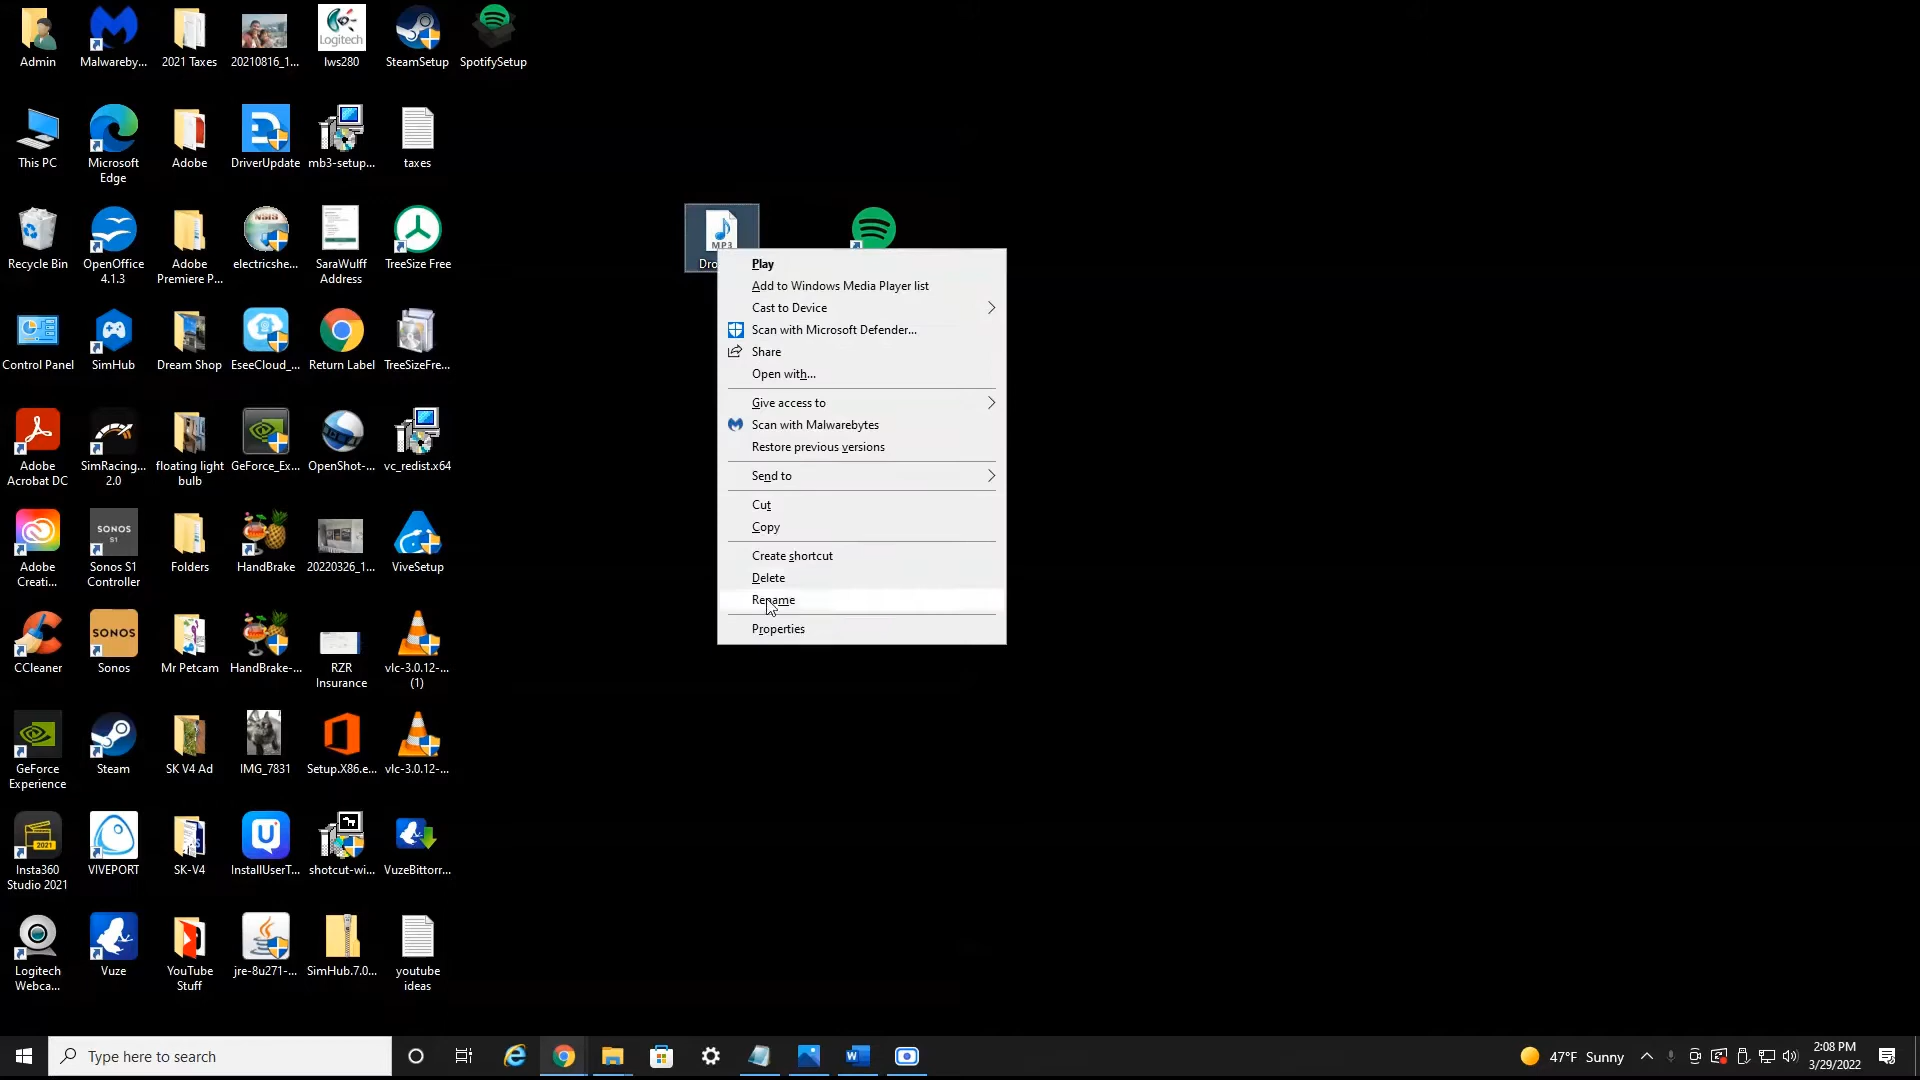 Admin
Malwareby...
2021 Taxes
20210816_1...
Logitech
lws280
SteamSetup
SpotifySetup
This PC
Microsoft
Edge
Adobe
DriverUpdate
mb3-setup...
taxes
Recycle Bin
OpenOffice
4.1.3
Adobe
Premiere P...
electricshe...
SaraWulff
Address
TreeSize Free
MP3
Dro
Control Panel
SimHub
Dream Shop
EseeCloud_...
Return Label
TreeSizeFre...
Adobe
Acrobat DC
SimRacing...
2.0
floating light
bulb
GeForce_Ex...
OpenShot-...
vc_redist.x64
Adobe
Creati...
SONOS
S1
Sonos S1
Controller
Folders
HandBrake
20220326_1...
ViveSetup
CCleaner
SONOS
Sonos
Mr Petcam
HandBrake-...
RZR
Insurance
vlc-3.0.12-...
(1)
GeForce
Experience
Steam
SK V4 Ad
IMG_7831
Setup.X86.e...
vlc-3.0.12-...
2021
Insta360
Studio 2021
VIVEPORT
SK-V4
InstallUserT...
shotcut-wi...
VuzeBittorr...
Logitech
Webca...
Vuze
YouTube
Stuff
jre-8u271-...
SimHub.7.0...
youtube
ideas
Play
Add to Windows Media Player list
Cast to Device
Scan with Microsoft Defender...
Share
Open with...
Give access to
Scan with Malwarebytes
Restore previous versions
Send to
Cut
Copy
Create shortcut
Delete
Rename
Properties
Type here to search
47°F Sunny
2:08 PM
3/29/2022